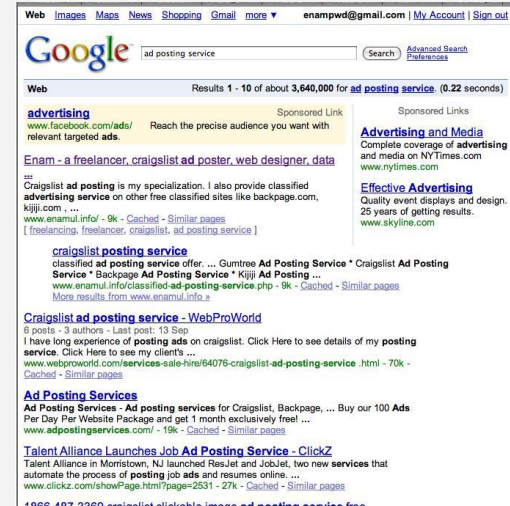 Web Images Maps News Shopping Gmail more ▼ enampwd@gmail.com | My Account | Sign out
Google
ad posting service
Search
Advanced Search
Preferences
Web Results 1 - 10 of about 3,640,000 for ad posting service. (0.22 seconds)
advertising Sponsored Link
www.facebook.com/ads/ Reach the precise audience you want with
relevant targeted ads.
Enam - a freelancer, craigslist ad poster, web designer, data
...
Craigslist ad posting is my specialization. I also provide classified
advertising service on other free classified sites like backpage.com,
kijiji.com , ...
www.enamul.info/ - 9k - Cached - Similar pages
[ freelancing, freelancer, craigslist, ad posting service ]
craigslist posting service
classified ad posting service offer. ... Gumtree Ad Posting Service * Craigslist Ad Posting
Service * Backpage Ad Posting Service * Kijiji Ad Posting ...
www.enamul.info/classified-ad-posting-service.php - 9k - Cached - Similar pages
More results from www.enamul.info »
Craigslist ad posting service - WebProWorld
6 posts - 3 authors - Last post: 13 Sep
I have long experience of posting ads on craigslist. Click Here to see details of my posting
service. Click Here to see my client's ...
www.webproworld.com/services-sale-hire/64076-craigslist-ad-posting-service .html - 70k -
Cached - Similar pages
Ad Posting Services
Ad Posting Services - Ad posting services for Craigslist, Backpage, ... Buy our 100 Ads
Per Day Per Website Package and get 1 month exclusively free! ...
www.adpostingservices.com/ - 19k - Cached - Similar pages
Talent Alliance Launches Job Ad Posting Service - ClickZ
Talent Alliance in Morristown, NJ launched ResJet and JobJet, two new services that
automate the process of posting job ads and resumes online. ...
www.clickz.com/showPage.html?page=2531 - 27k - Cached - Similar pages
1866-487-3369 craigslist clickable image ad posting service free
Sponsored Links
Advertising and Media
Complete coverage of advertising
and media on NYTimes.com
www.nytimes.com
Effective Advertising
Quality event displays and design.
25 years of getting results.
www.skyline.com